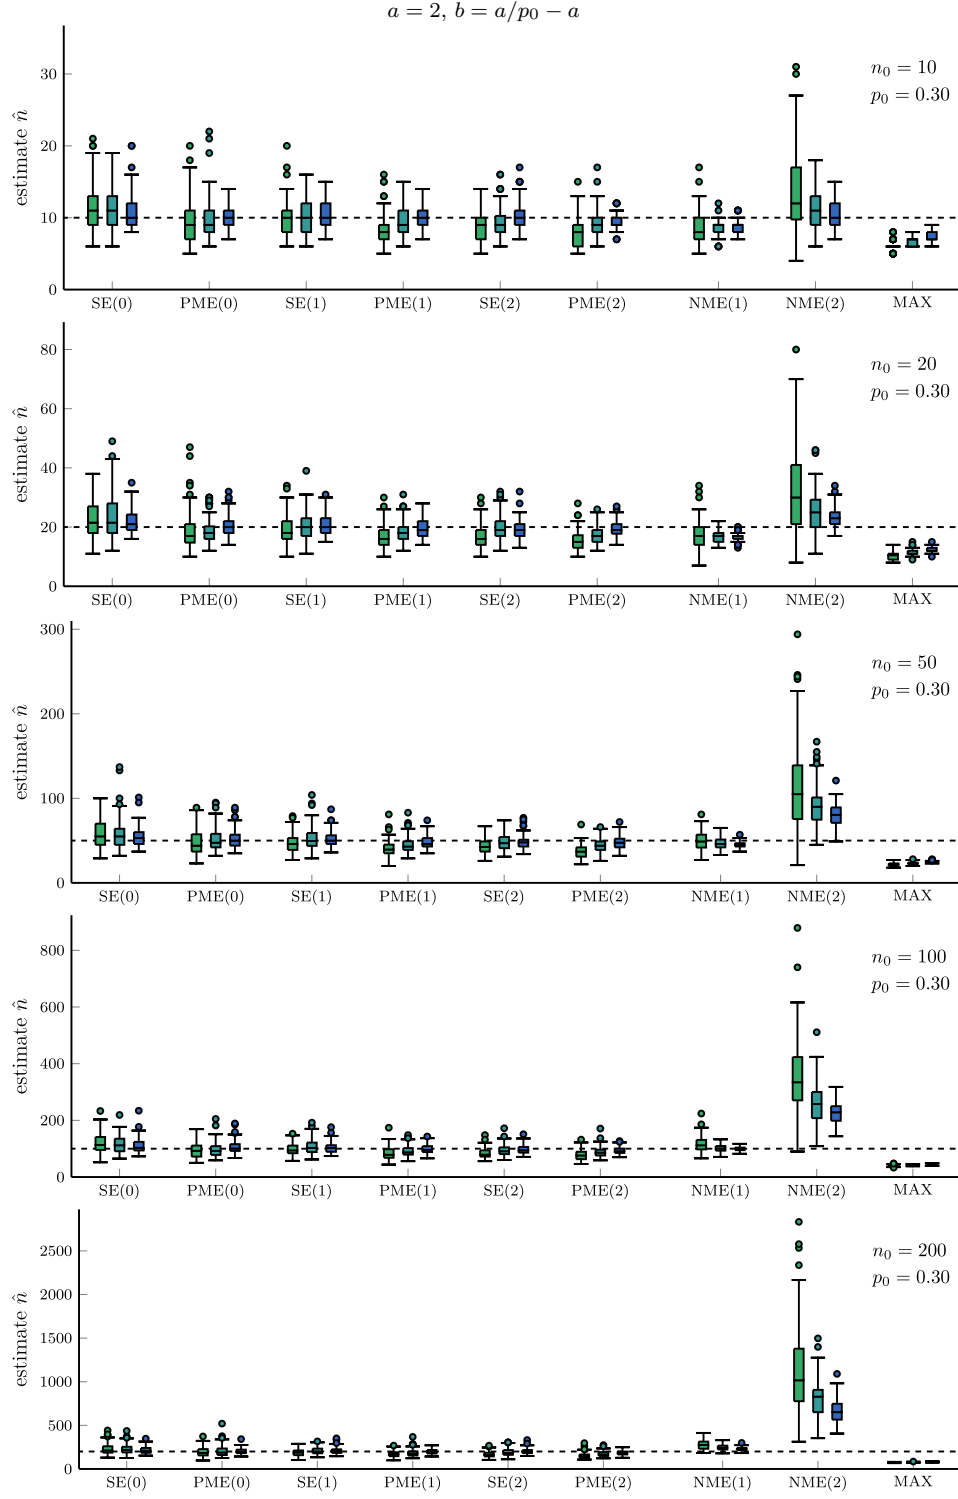 a = 2, b = a/p₀ − a
30
20
10
0
estimate n̂
n₀ = 10
p₀ = 0.30
SE(0) PME(0) SE(1) PME(1) SE(2) PME(2) NME(1) NME(2) MAX
80
60
40
20
0
estimate n̂
n₀ = 20
p₀ = 0.30
SE(0) PME(0) SE(1) PME(1) SE(2) PME(2) NME(1) NME(2) MAX
300
200
100
0
estimate n̂
n₀ = 50
p₀ = 0.30
SE(0) PME(0) SE(1) PME(1) SE(2) PME(2) NME(1) NME(2) MAX
800
600
400
200
0
estimate n̂
n₀ = 100
p₀ = 0.30
SE(0) PME(0) SE(1) PME(1) SE(2) PME(2) NME(1) NME(2) MAX
2500
2000
1500
1000
500
0
estimate n̂
n₀ = 200
p₀ = 0.30
SE(0) PME(0) SE(1) PME(1) SE(2) PME(2) NME(1) NME(2) MAX